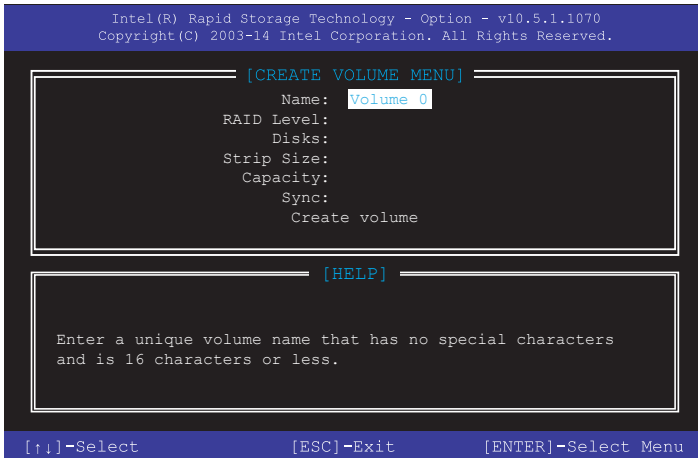 Intel(R) Rapid Storage Technology - Option - v10.5.1.1070
Copyright(C) 2003-14 Intel Corporation. All Rights Reserved.
[CREATE VOLUME MENU]
Name: Volume 0
RAID Level:
Disks:
Strip Size:
Capacity:
Sync:
Create volume
[HELP]
Enter a unique volume name that has no special characters
and is 16 characters or less.
[↑↓]-Select [ESC]-Exit [ENTER]-Select Menu